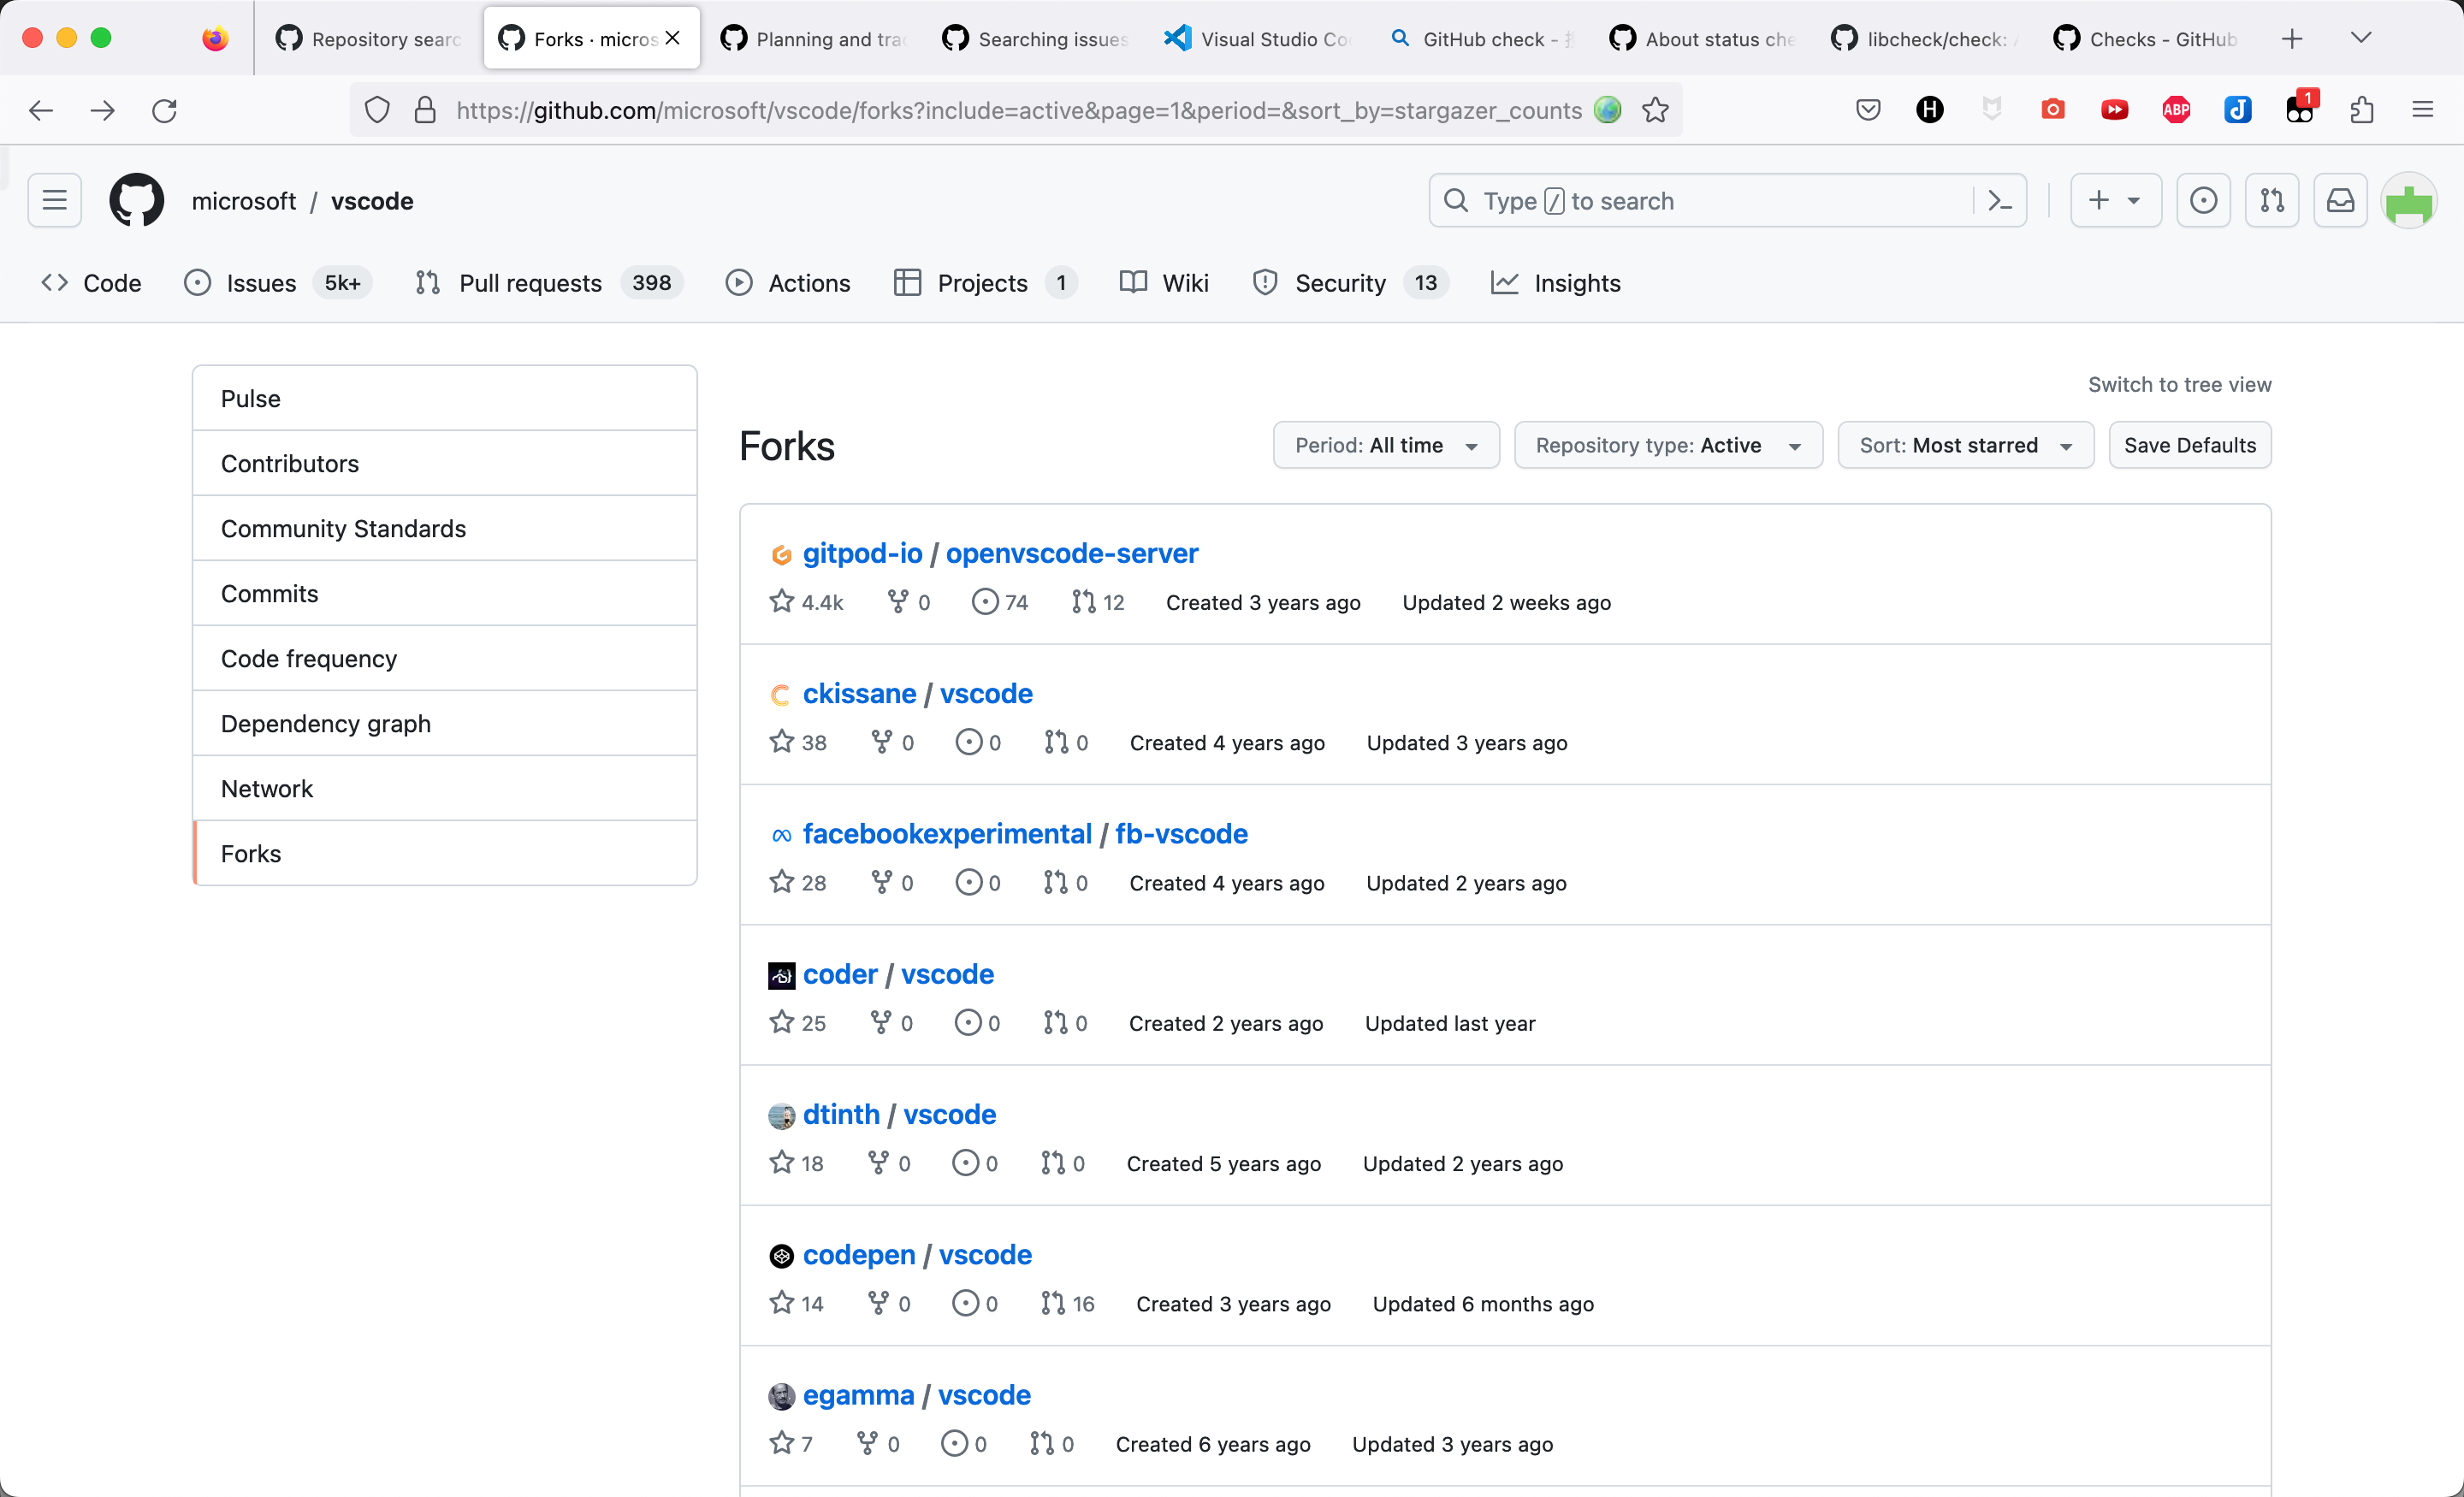 Repository searc
Forks · micros
Planning and tra
Searching issues
Visual Studio Co
GitHub check -
About status che
libcheck/check:
Checks - GitHub
https://github.com/microsoft/vscode/forks?include=active&page=1&period=&sort_by=stargazer_counts
H
ABP
1
microsoft / vscode
Type / to search
Code
Issues 5k+
Pull requests 398
Actions
Projects 1
Wiki
Security 13
Insights
Pulse
Contributors
Community Standards
Commits
Code frequency
Dependency graph
Network
Forks
Switch to tree view
Forks
Period: All time
Repository type: Active
Sort: Most starred
Save Defaults
gitpod-io / openvscode-server
4.4k 0 74 12 Created 3 years ago Updated 2 weeks ago
ckissane / vscode
38 0 0 0 Created 4 years ago Updated 3 years ago
facebookexperimental / fb-vscode
28 0 0 0 Created 4 years ago Updated 2 years ago
coder / vscode
25 0 0 0 Created 2 years ago Updated last year
dtinth / vscode
18 0 0 0 Created 5 years ago Updated 2 years ago
codepen / vscode
14 0 0 16 Created 3 years ago Updated 6 months ago
egamma / vscode
7 0 0 0 Created 6 years ago Updated 3 years ago